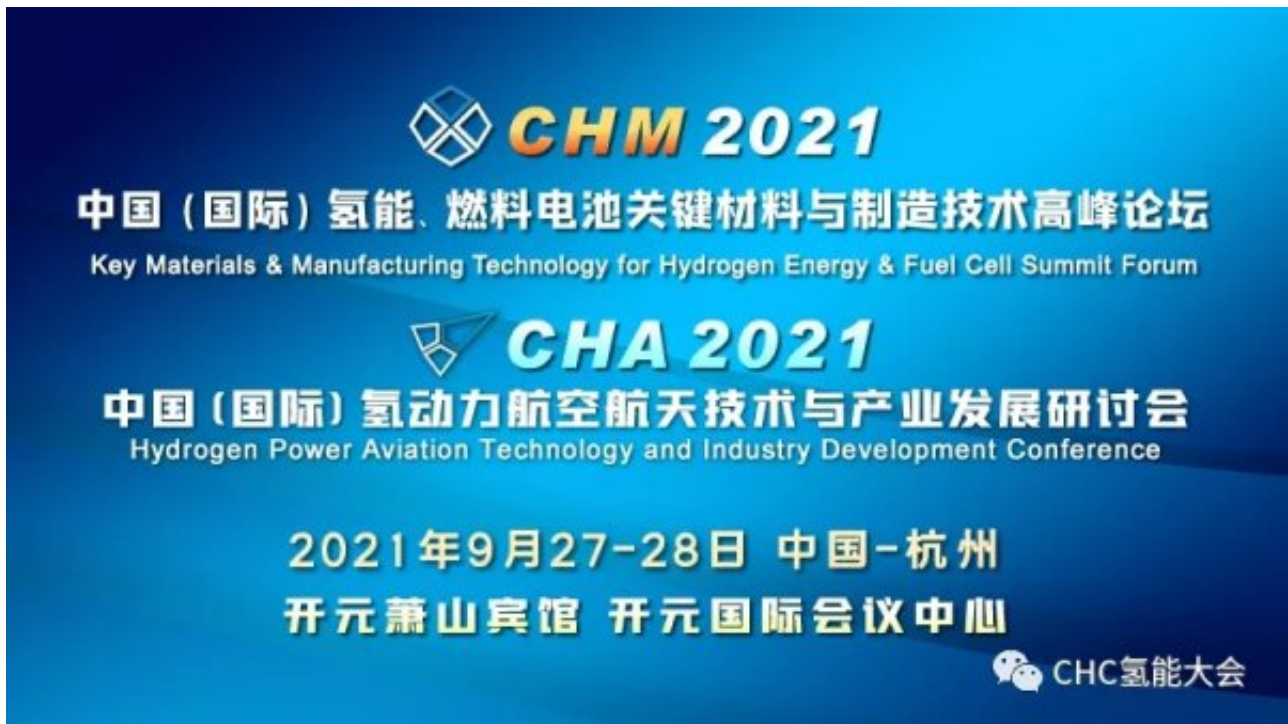 CHM 2021
中国（国际）氢能、燃料电池关键材料与制造技术高峰论坛
Key Materials & Manufacturing Technology for Hydrogen Energy & Fuel Cell Summit Forum
CHA 2021
中国（国际）氢动力航空航天技术与产业发展研讨会
Hydrogen Power Aviation Technology and Industry Development Conference
2021年9月27-28日 中国-杭州
开元萧山宾馆 开元国际会议中心
CHC氢能大会